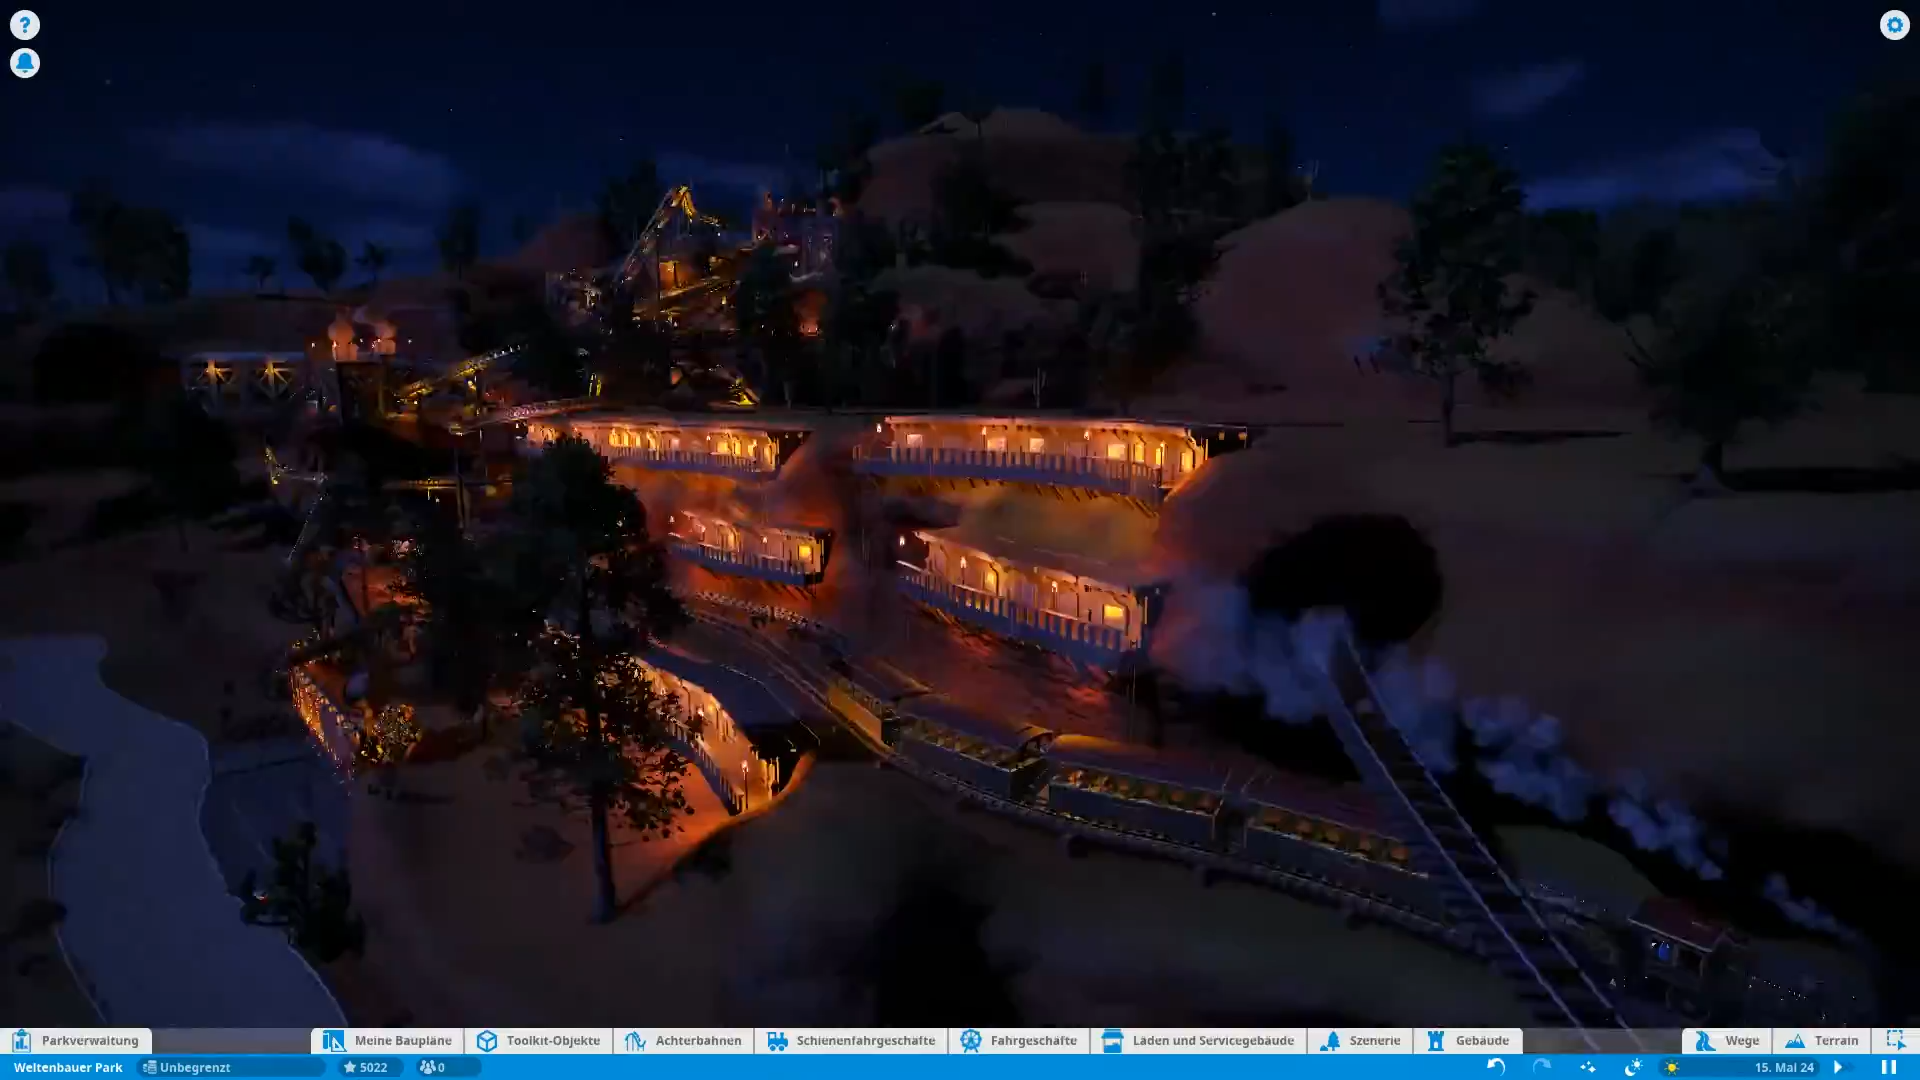 Parkverwaltung
Meine Baupläne
Toolkit-Objekte
Achterbahnen
Schienenfahrgeschäfte
Fahrgeschäfte
Läden und Servicegebäude
Szenerie
Gebäude
Wege
Terrain
Weltenbauer Park
Unbegrenzt
5022
0
15. Mai 24